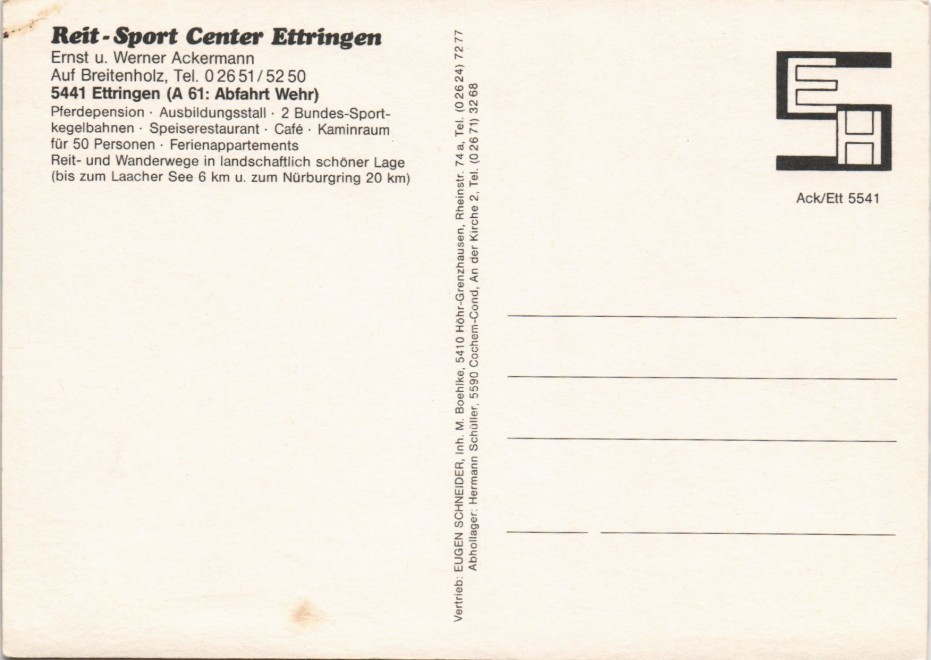 Reit-Sport Center Ettringen
Ernst u. Werner Ackermann
Auf Breitenholz, Tel. 0 26 51 / 52 50
5441 Ettringen (A 61: Abfahrt Wehr)
Pferdepension · Ausbildungsstall · 2 Bundes-Sport-
kegelbahnen · Speiserestaurant · Café · Kaminraum
für 50 Personen · Ferienappartements
Reit- und Wanderwege in landschaftlich schöner Lage
(bis zum Laacher See 6 km u. zum Nürburgring 20 km)
Vertrieb: EUGEN SCHNEIDER, Inh. M. Boehlke, 5410 Höhr-Grenzhausen, Rheinstr. 74 a, Tel. (0 26 24) 72 77
Abhollager: Hermann Schüller, 5590 Cochem-Cond, An der Kirche 2, Tel. (0 26 71) 32 68
ESH
Ack/Ett 5541